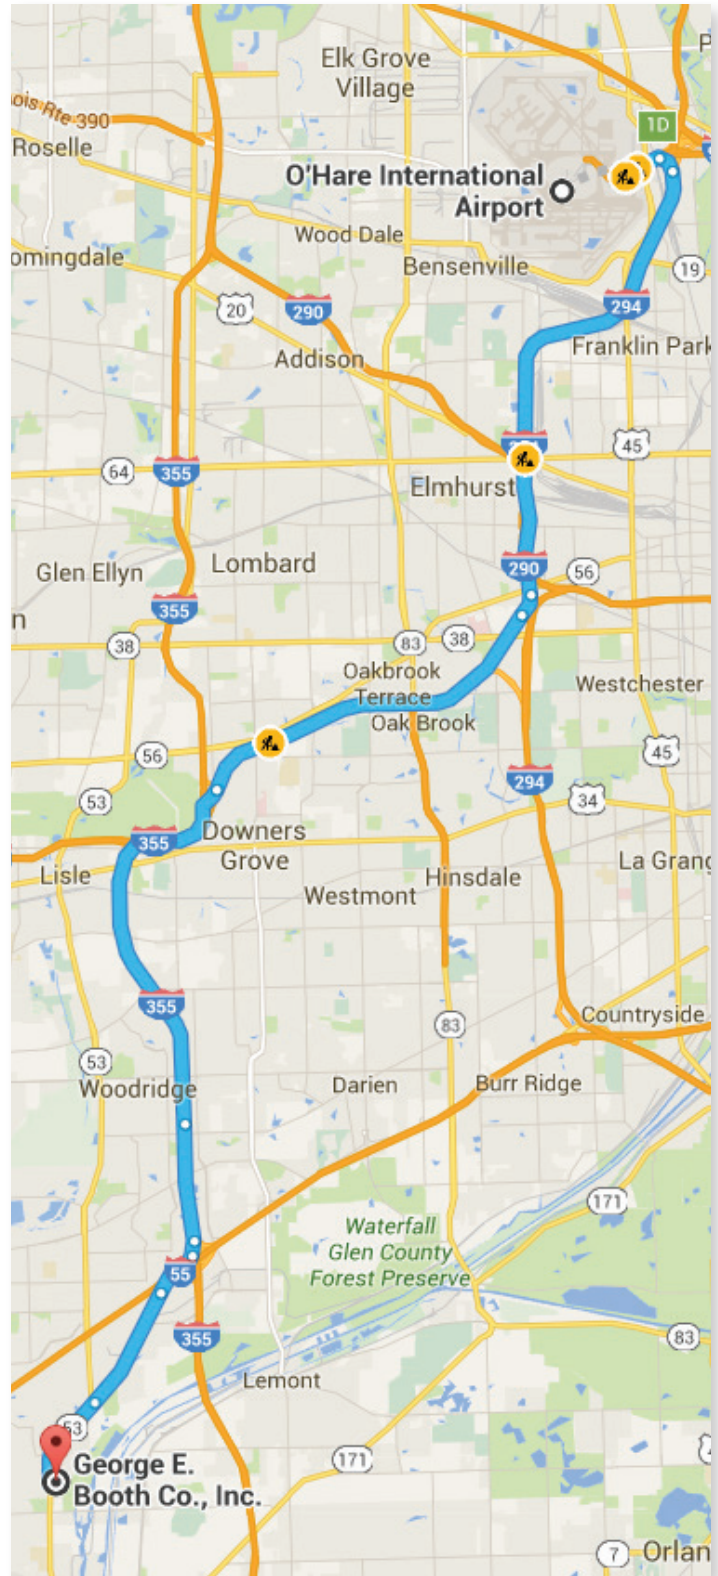 Elk Grove
Village
ois Rte 390
1D
Roselle
O'Hare International
Airport
Wood Dale
omingdale
Bensenville
19
20
290
294
Franklin Park
Addison
45
64
355
Elmhurst
Lombard
290
56
Glen Ellyn
355
n
38
83
38
Oakbrook
Terrace
Westchester
Oak Brook
56
45
294
53
34
355
Downers
Grove
La Grang
Lisle
Hinsdale
Westmont
355
Countryside
83
53
Woodridge
Darien
Burr Ridge
171
Waterfall
Glen County
Forest Preserve
55
355
83
Lemont
53
George E.
Booth Co., Inc.
171
7
Orlan